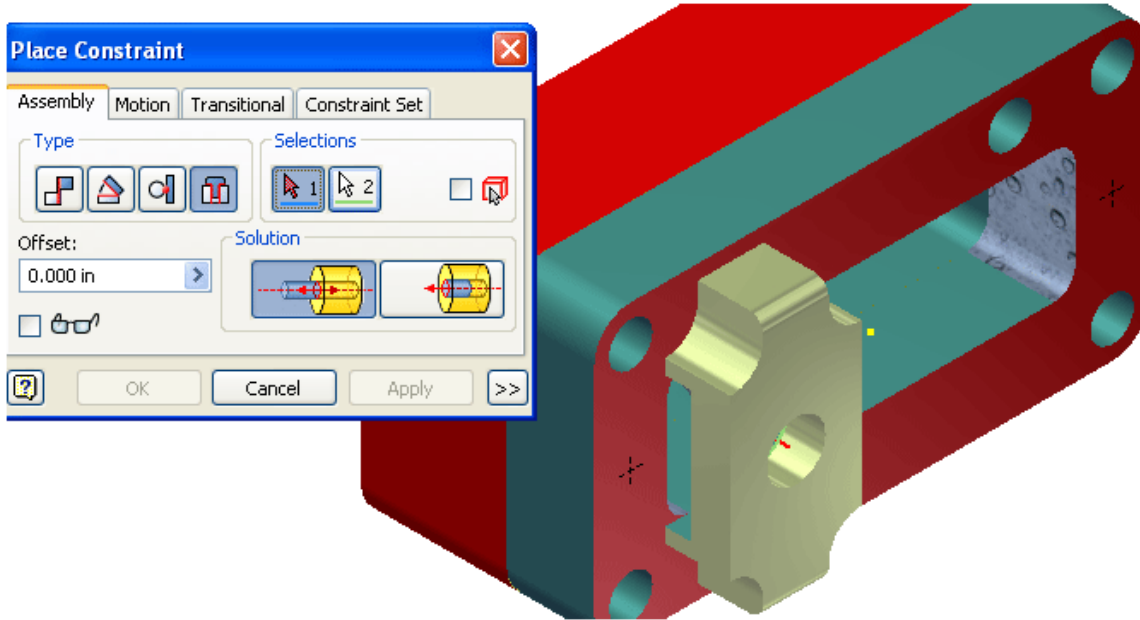 Place Constraint
Assembly Motion Transitional Constraint Set
Type
Selections
1 2
Offset:
Solution
0.000 in
? OK Cancel Apply >>